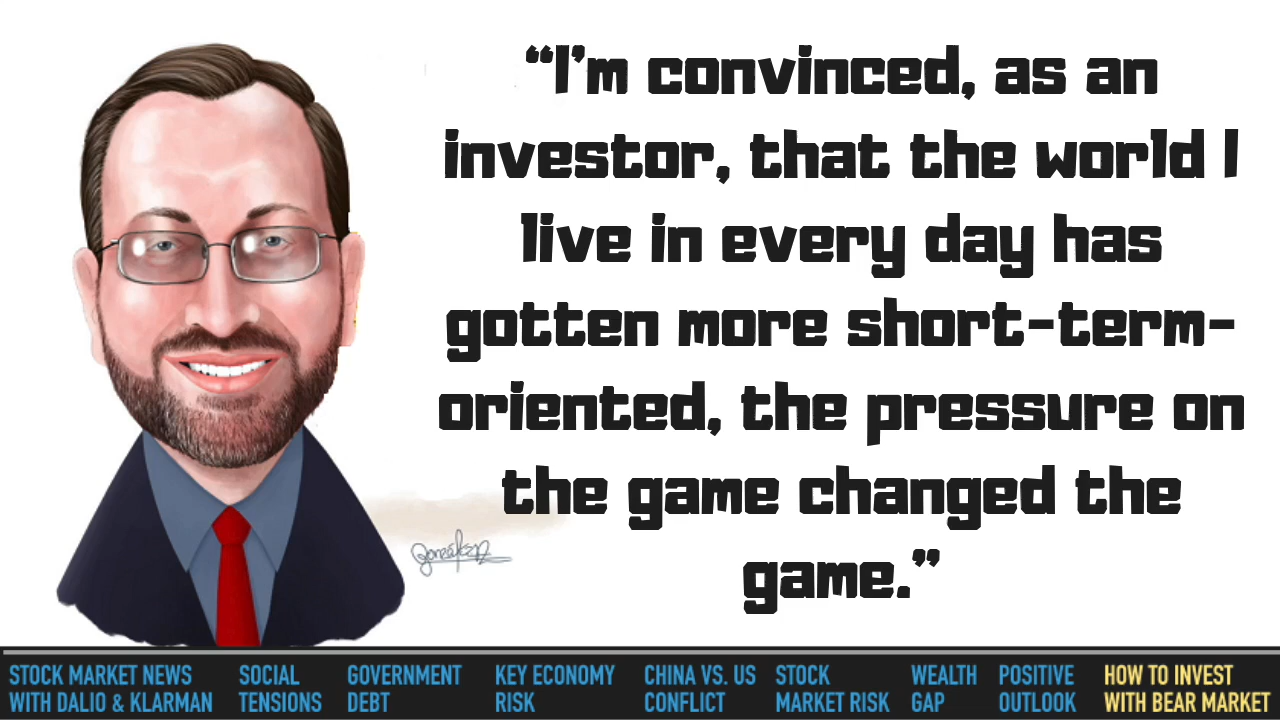 “I’m convinced, as an
investor, that the world I
live in every day has
gotten more short-term-
oriented, the pressure on
the game changed the
game.”
STOCK MARKET NEWS
WITH DALIO & KLARMAN
SOCIAL
TENSIONS
GOVERNMENT
DEBT
KEY ECONOMY
RISK
CHINA VS. US
CONFLICT
STOCK
MARKET RISK
WEALTH
GAP
POSITIVE
OUTLOOK
HOW TO INVEST
WITH BEAR MARKET